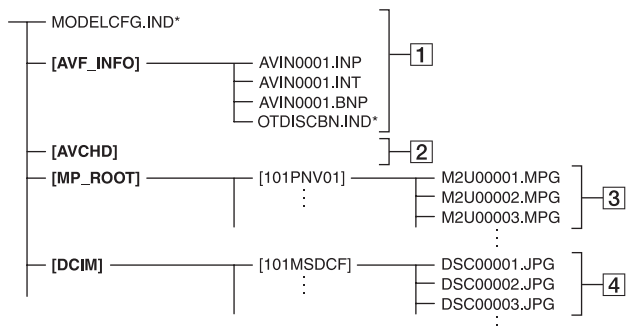 MODELCFG.IND*
[AVF_INFO]
AVIN0001.INP
AVIN0001.INT
AVIN0001.BNP
OTDISCBN.IND*
1
[AVCHD]
2
[MP_ROOT]
[101PNV01]
M2U00001.MPG
M2U00002.MPG
M2U00003.MPG
3
[DCIM]
[101MSDCF]
DSC00001.JPG
DSC00002.JPG
DSC00003.JPG
4